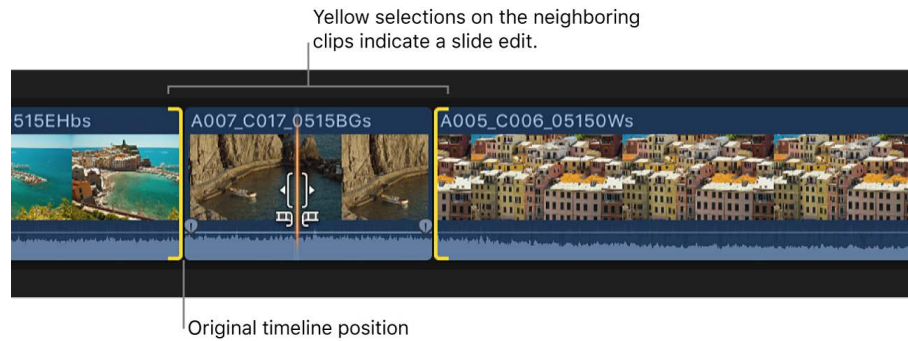 Yellow selections on the neighboring
clips indicate a slide edit.
515EHbs
A007_C017_0515BGs
A005_C006_05150Ws
Original timeline position